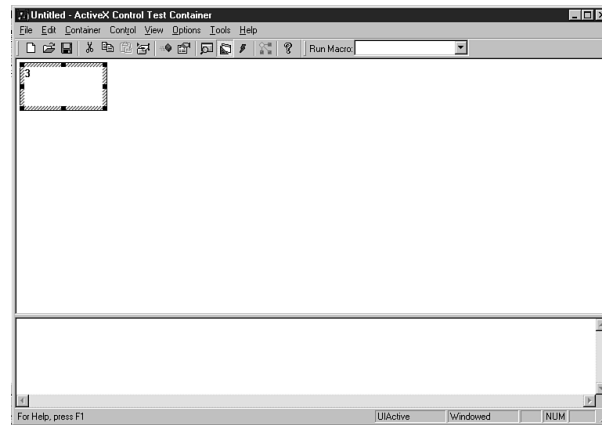 Untitled - ActiveX Control Test Container
File Edit Container Control View Options Tools Help
Run Macro:
3
For Help, press F1 UIActive Windowed NUM